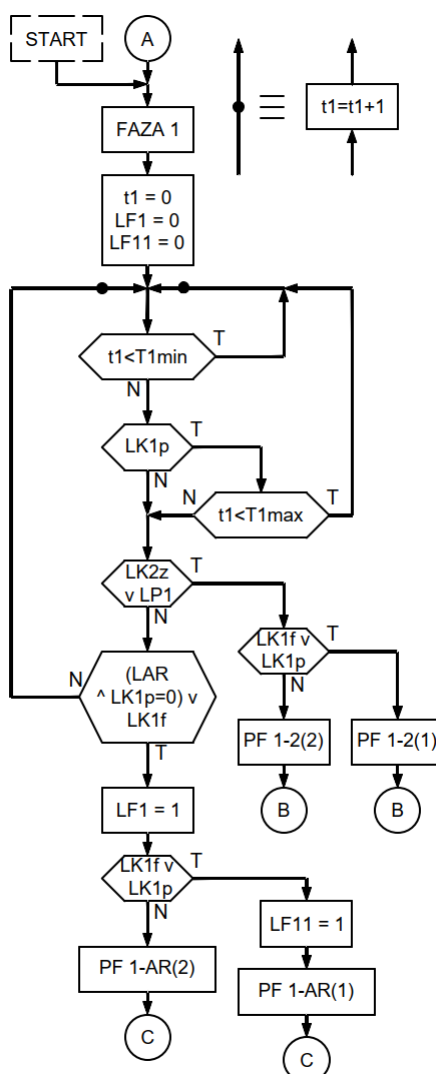 START
A
FAZA 1
t1=t1+1
t1 = 0
LF1 = 0
LF11 = 0
t1<T1min
T
N
LK1p
T
N
N
t1<T1max
T
LK2z
v LP1
T
N
LK1f v
LK1p
T
N
N
(LAR
^ LK1p=0) v
LK1f
T
PF 1-2(2)
PF 1-2(1)
B
B
LF1 = 1
LK1f v
LK1p
T
N
LF11 = 1
PF 1-AR(2)
PF 1-AR(1)
C
C